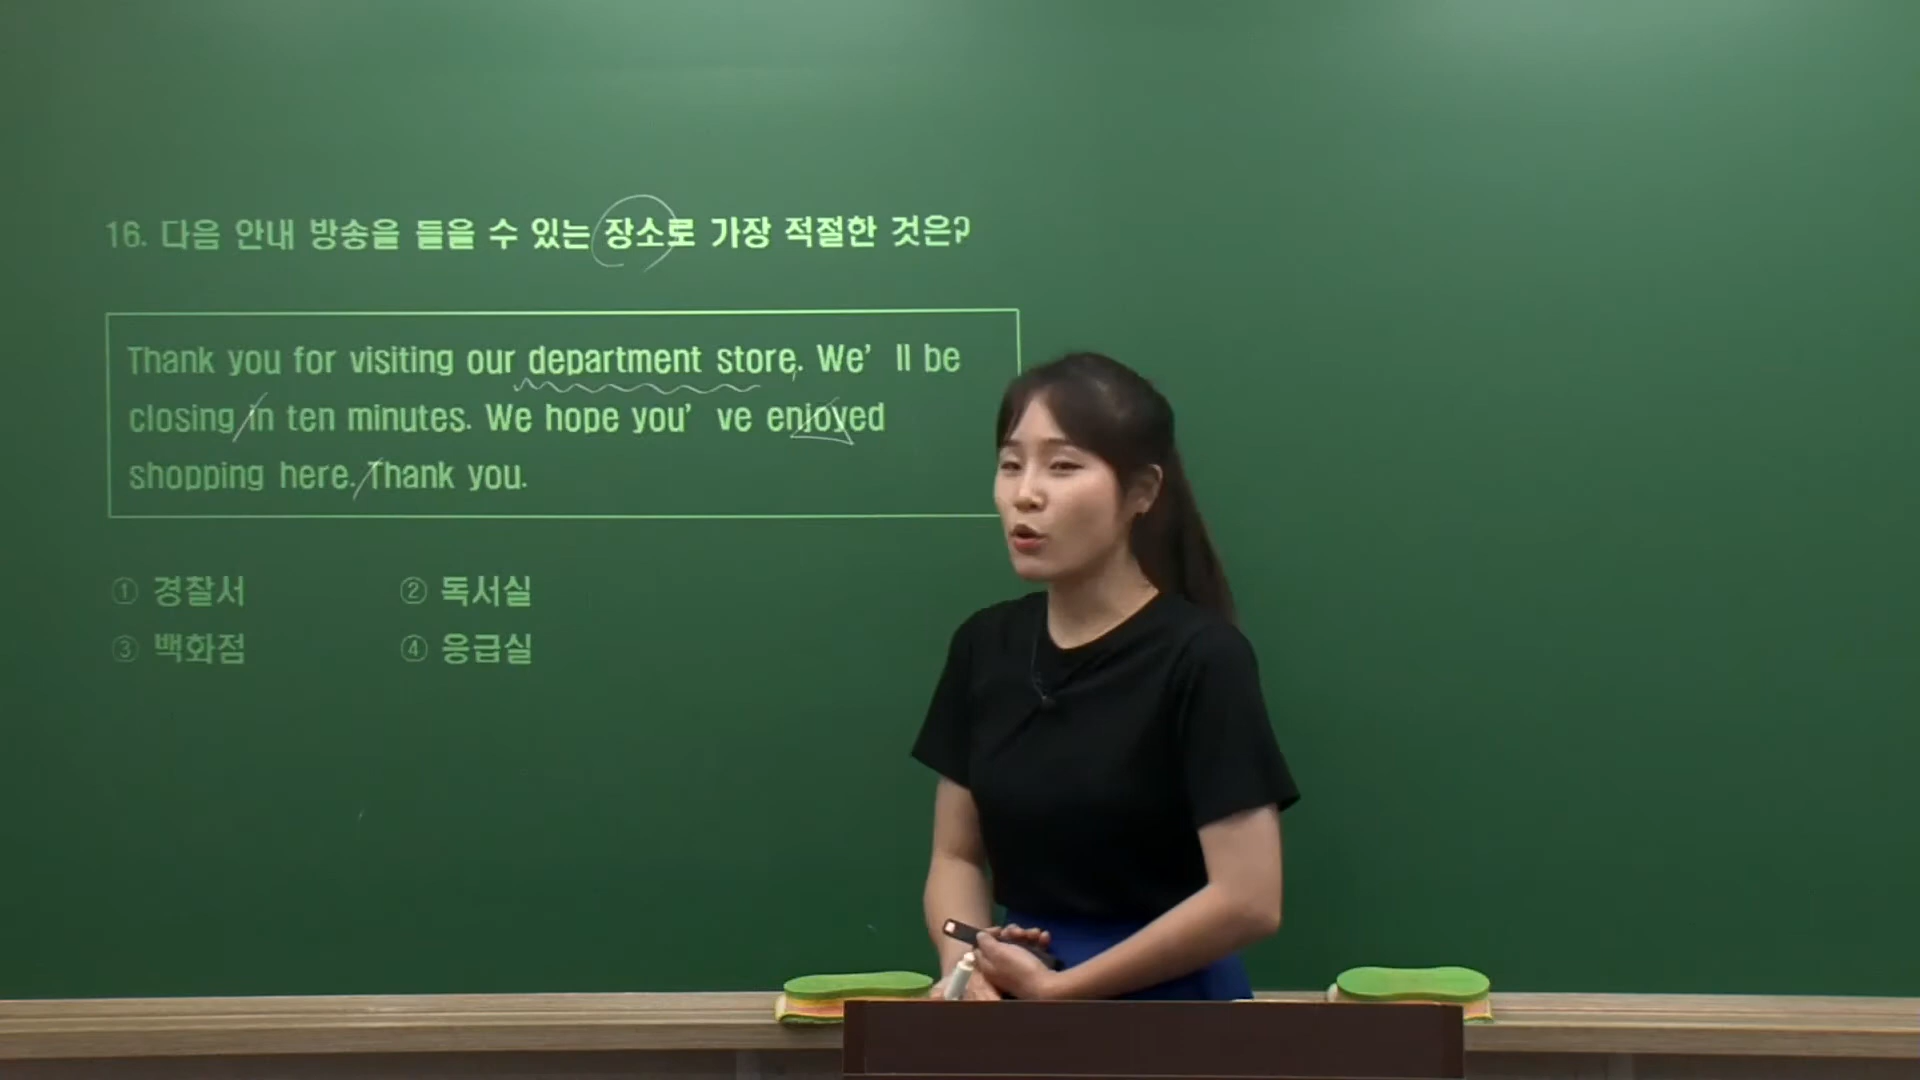 16. 다음 안내 방송을 들을 수 있는 장소로 가장 적절한 것은?
Thank you for visiting our department store. We'll be
closing in ten minutes. We hope you've enjoyed
shopping here. Thank you.
① 경찰서 ② 독서실
③ 백화점 ④ 응급실